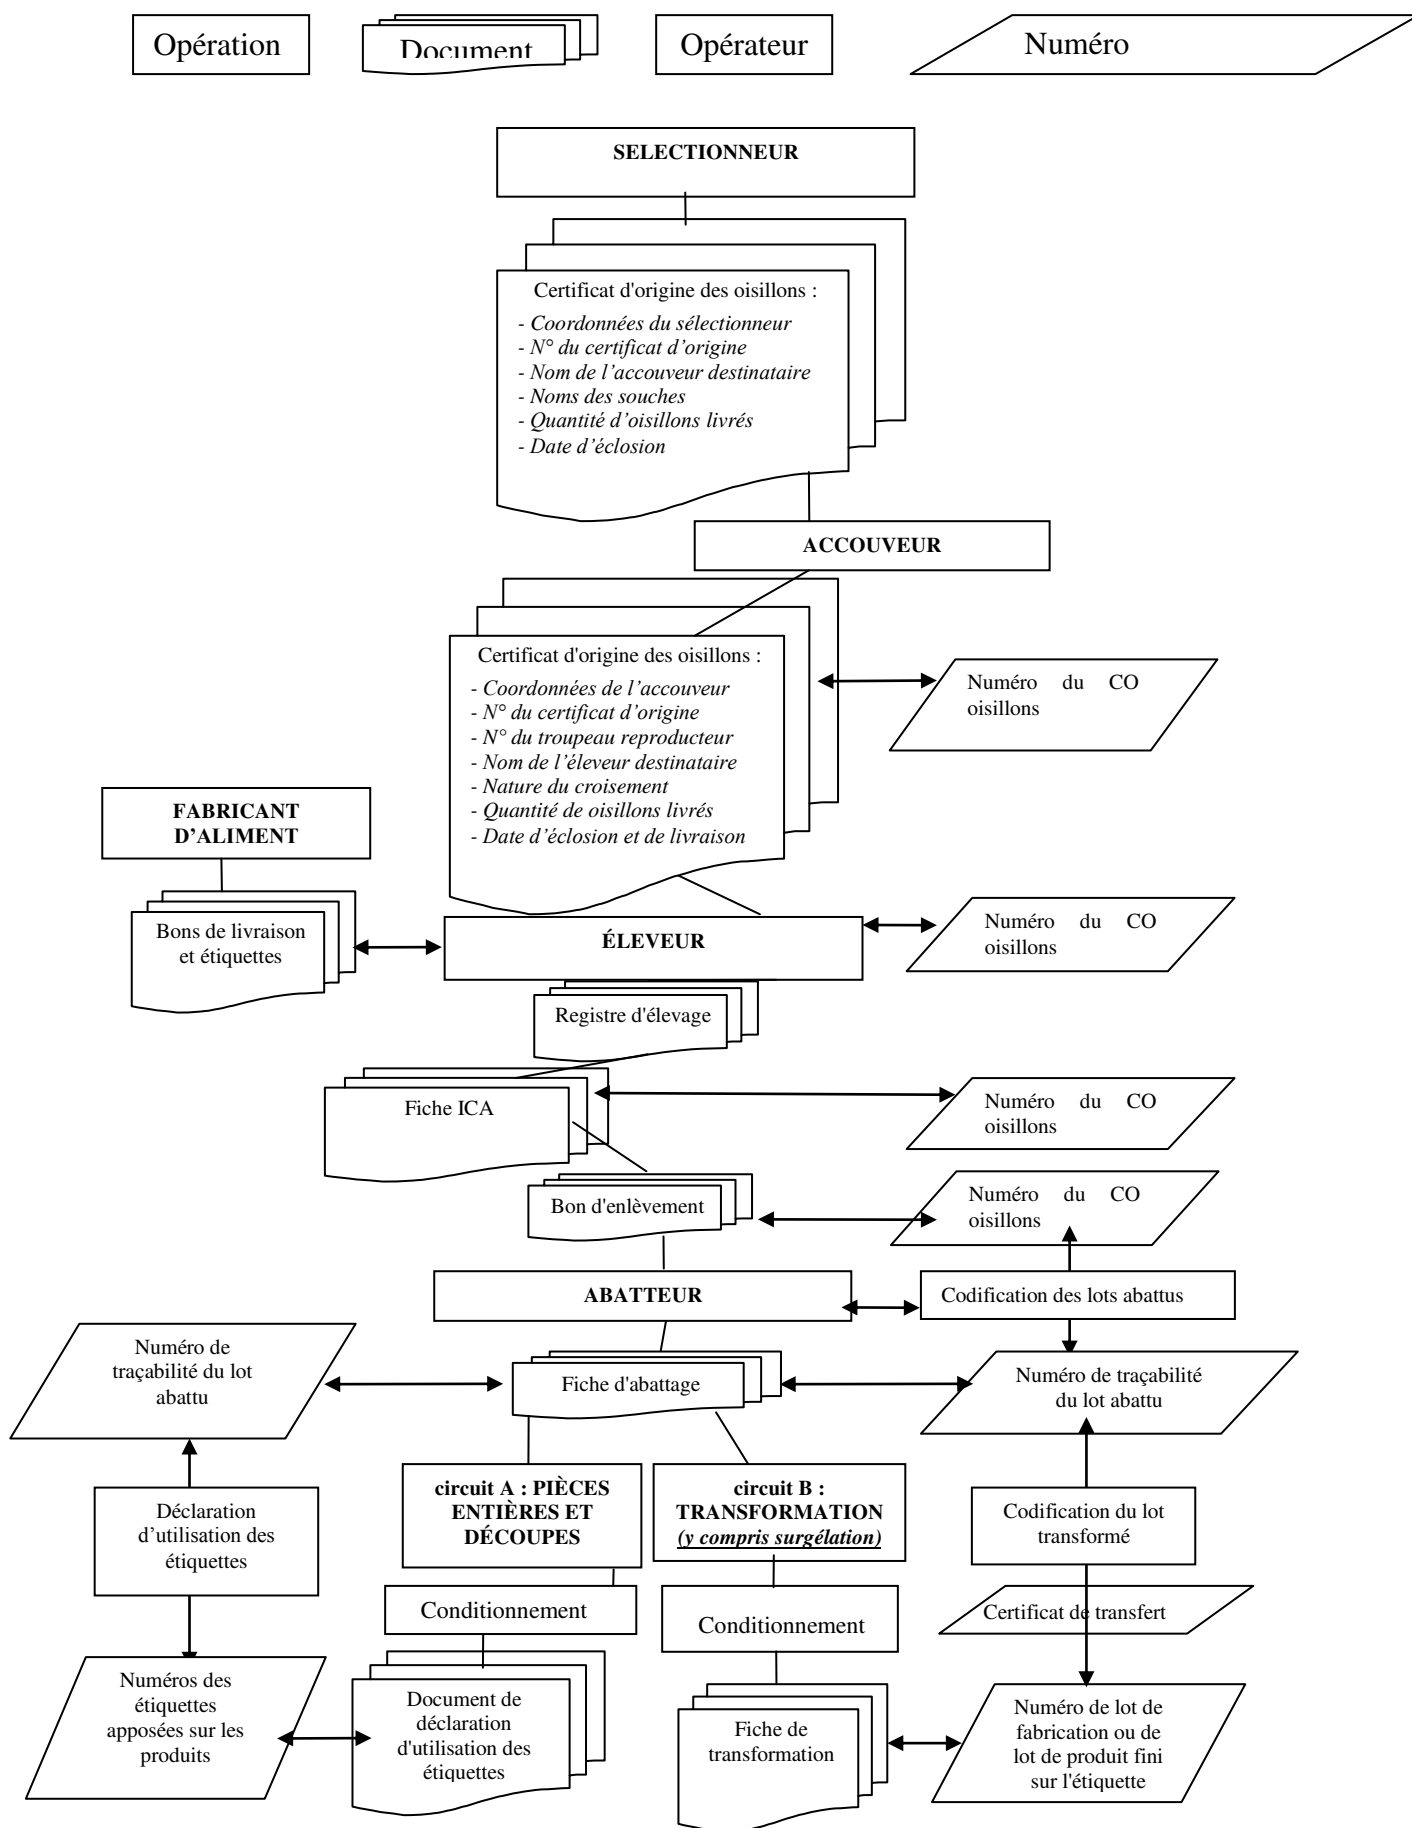 Opération
Document
Opérateur
Numéro
SELECTIONNEUR
Certificat d'origine des oisillons :
- Coordonnées du sélectionneur
- N° du certificat d’origine
- Nom de l’accouveur destinataire
- Noms des souches
- Quantité d’oisillons livrés
- Date d’éclosion
ACCOUVEUR
Certificat d'origine des oisillons :
- Coordonnées de l’accouveur
- N° du certificat d’origine
- N° du troupeau reproducteur
- Nom de l’éleveur destinataire
- Nature du croisement
- Quantité de oisillons livrés
- Date d’éclosion et de livraison
Numéro du CO
oisillons
FABRICANT
D’ALIMENT
Bons de livraison
et étiquettes
ÉLEVEUR
Numéro du CO
oisillons
Registre d'élevage
Fiche ICA
Numéro du CO
oisillons
Bon d'enlèvement
Numéro du CO
oisillons
ABATTEUR
Codification des lots abattus
Numéro de
traçabilité du lot
abattu
Fiche d'abattage
Numéro de traçabilité
du lot abattu
Déclaration
d’utilisation des
étiquettes
circuit A : PIÈCES
ENTIÈRES ET
DÉCOUPES
circuit B :
TRANSFORMATION
(y compris surgélation)
Codification du lot
transformé
Conditionnement
Conditionnement
Certificat de transfert
Numéros des
étiquettes
apposées sur les
produits
Document de
déclaration
d'utilisation des
étiquettes
Fiche de
transformation
Numéro de lot de
fabrication ou de
lot de produit fini
sur l'étiquette